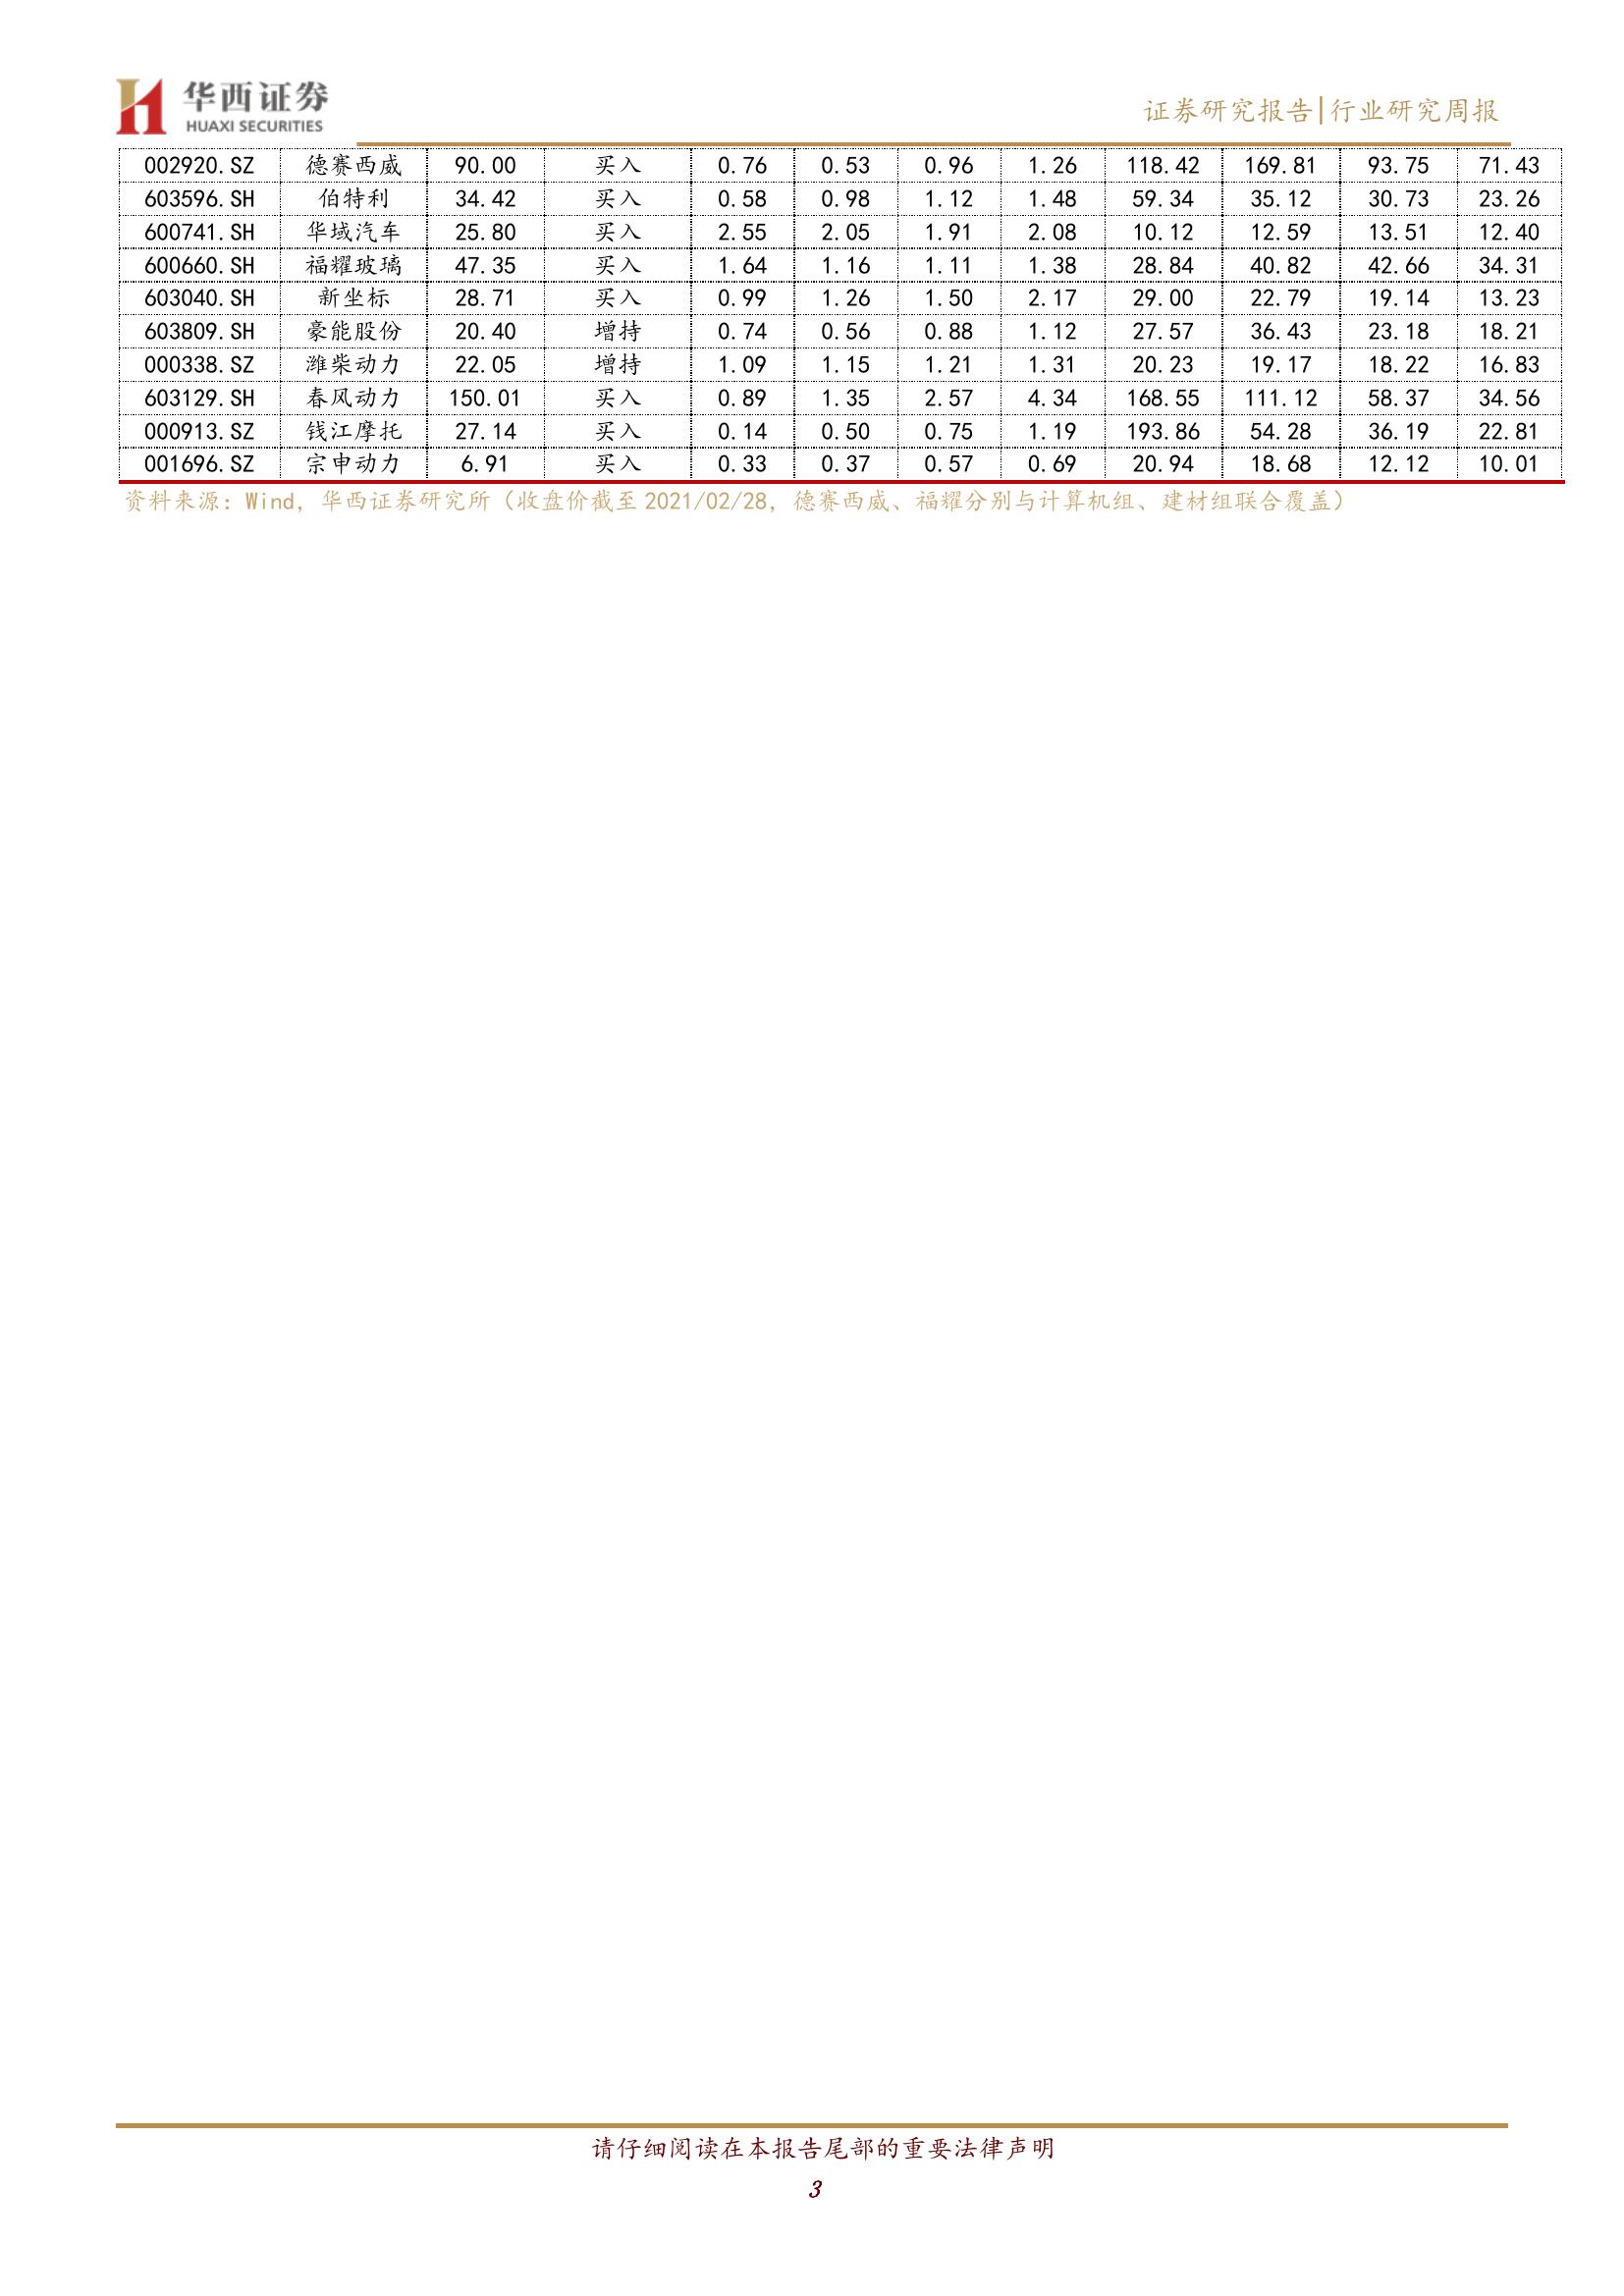 华西证券
HUAXI SECURITIES
证券研究报告|行业研究周报
002920.SZ 德赛西威 90.00 买入 0.76 0.53 0.96 1.26 118.42 169.81 93.75 71.43
603596.SH 伯特利 34.42 买入 0.58 0.98 1.12 1.48 59.34 35.12 30.73 23.26
600741.SH 华域汽车 25.80 买入 2.55 2.05 1.91 2.08 10.12 12.59 13.51 12.40
600660.SH 福耀玻璃 47.35 买入 1.64 1.16 1.11 1.38 28.84 40.82 42.66 34.31
603040.SH 新坐标 28.71 买入 0.99 1.26 1.50 2.17 29.00 22.79 19.14 13.23
603809.SH 豪能股份 20.40 增持 0.74 0.56 0.88 1.12 27.57 36.43 23.18 18.21
000338.SZ 潍柴动力 22.05 增持 1.09 1.15 1.21 1.31 20.23 19.17 18.22 16.83
603129.SH 春风动力 150.01 买入 0.89 1.35 2.57 4.34 168.55 111.12 58.37 34.56
000913.SZ 钱江摩托 27.14 买入 0.14 0.50 0.75 1.19 193.86 54.28 36.19 22.81
001696.SZ 宗申动力 6.91 买入 0.33 0.37 0.57 0.69 20.94 18.68 12.12 10.01
资料来源：Wind，华西证券研究所（收盘价截至 2021/02/28，德赛西威、福耀分别与计算机组、建材组联合覆盖）
请仔细阅读在本报告尾部的重要法律声明
3